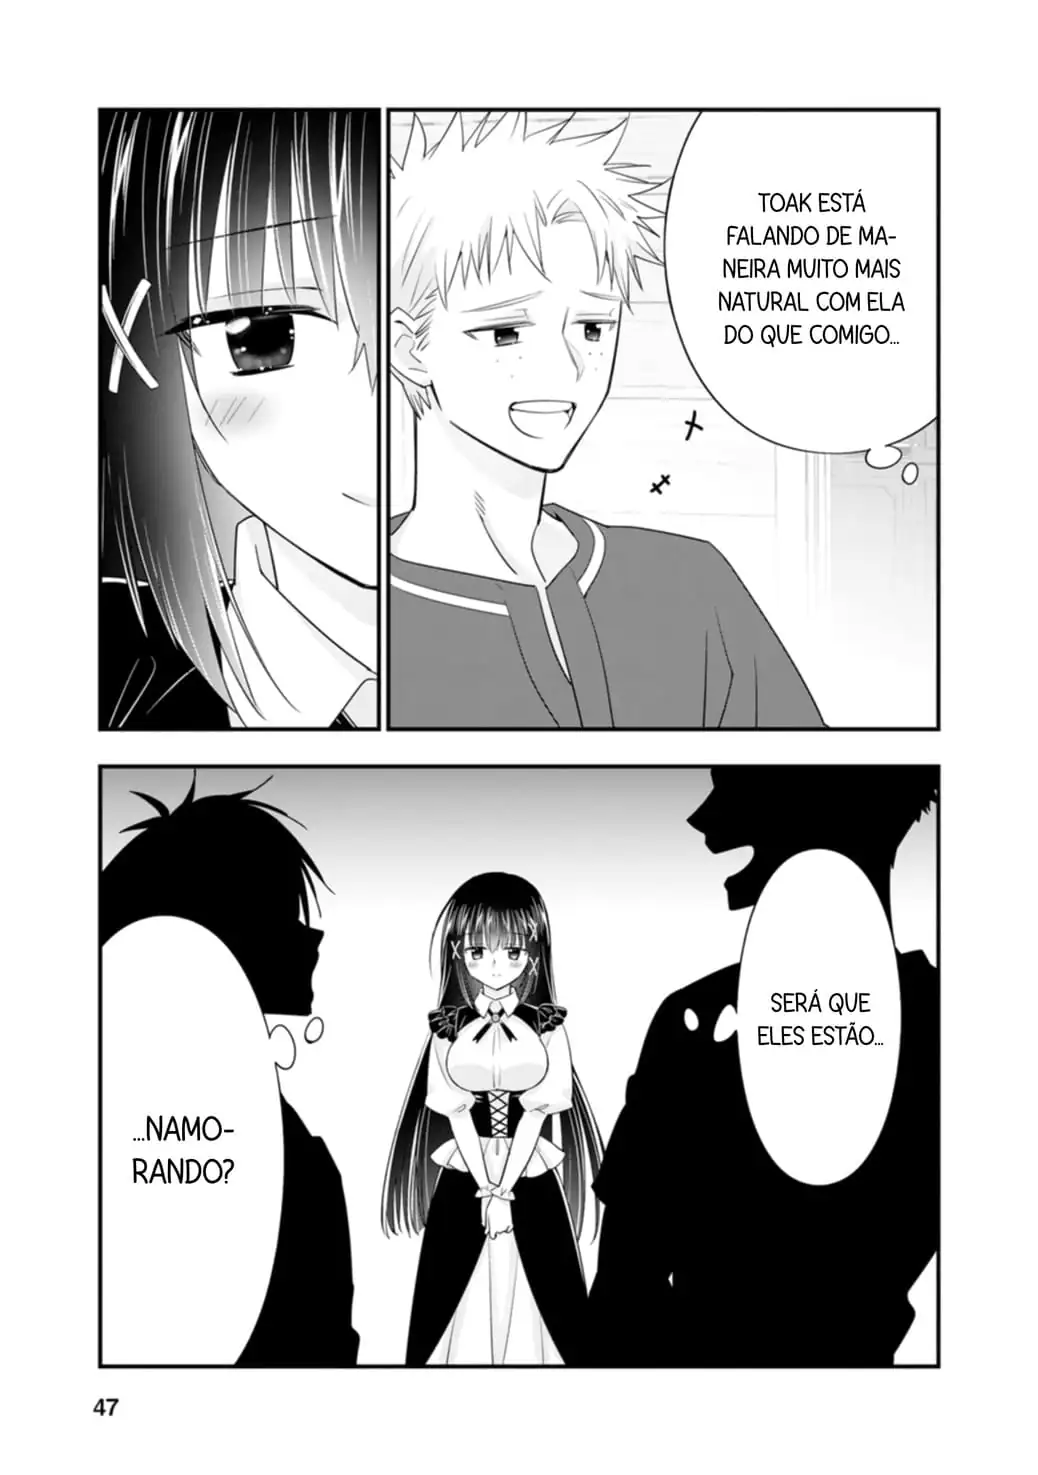 TOAK ESTÁ
FALANDO DE MA-
NEIRA MUITO MAIS
NATURAL COM ELA
DO QUE COMIGO...
SERÁ QUE
ELES ESTÃO...
...NAMO-
RANDO?
47